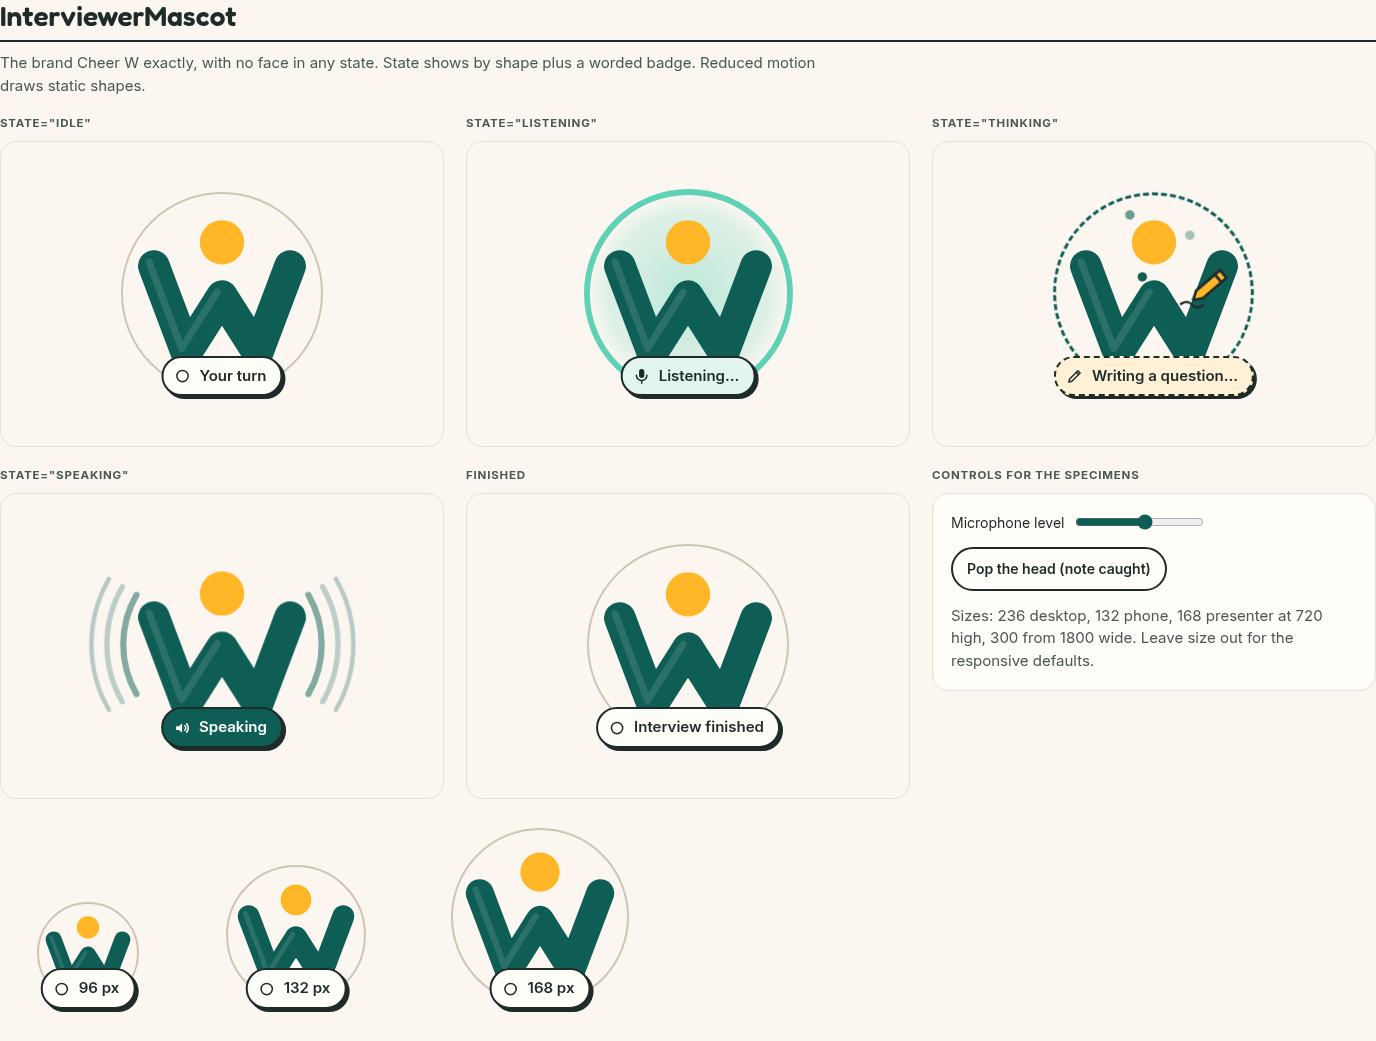 InterviewerMascot
The brand Cheer W exactly, with no face in any state. State shows by shape plus a worded badge. Reduced motion
draws static shapes.
STATE="IDLE"
STATE="LISTENING"
STATE="THINKING"
Your turn
Listening...
Writing a question...
STATE="SPEAKING"
FINISHED
CONTROLS FOR THE SPECIMENS
Microphone level
Pop the head (note caught)
Sizes: 236 desktop, 132 phone, 168 presenter at 720
high, 300 from 1800 wide. Leave size out for the
responsive defaults.
Speaking
Interview finished
96 px
132 px
168 px